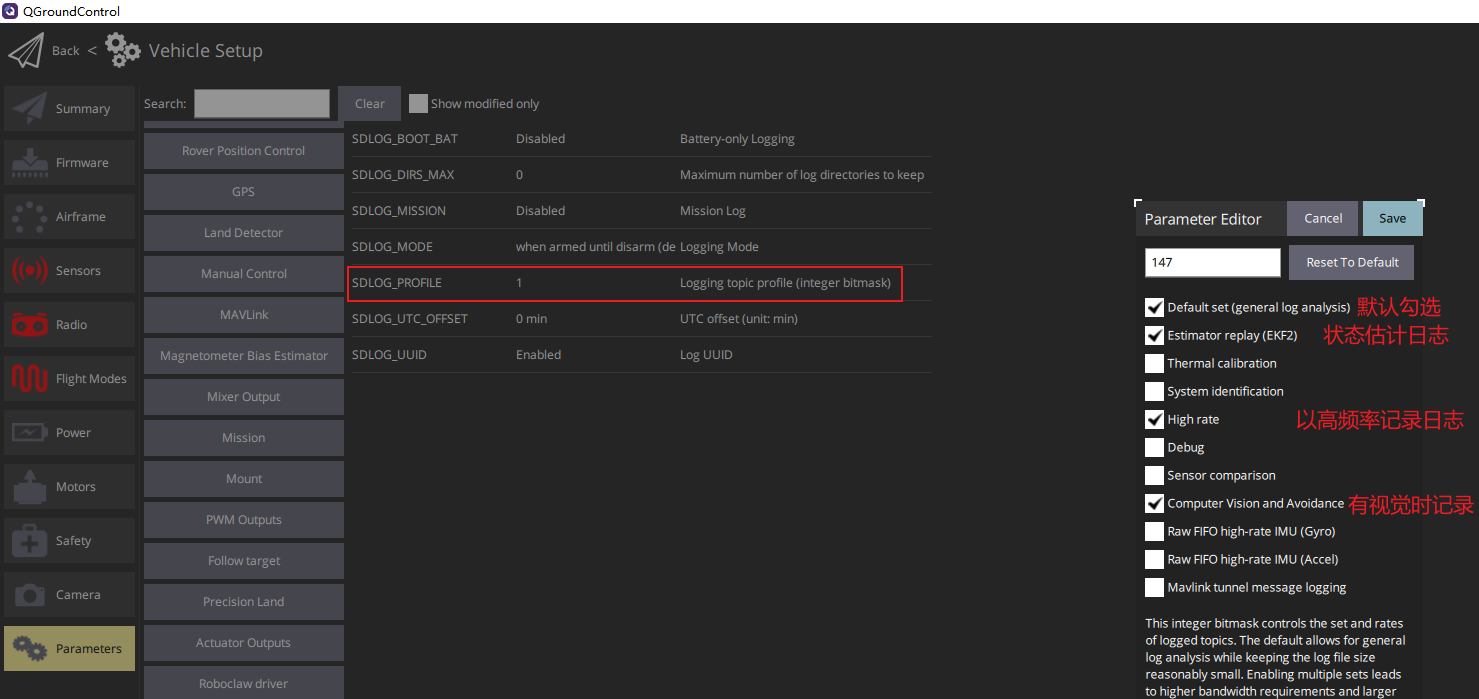 QGroundControl
Back < Vehicle Setup
Summary
Firmware
Airframe
Sensors
Radio
Flight Modes
Power
Motors
Safety
Camera
Parameters
Search: Clear Show modified only
Rover Position Control
GPS
Land Detector
Manual Control
MAVLink
Magnetometer Bias Estimator
Mixer Output
Mission
Mount
PWM Outputs
Follow target
Precision Land
Actuator Outputs
Roboclaw driver
SDLOG_BOOT_BAT Disabled Battery-only Logging
SDLOG_DIRS_MAX 0 Maximum number of log directories to keep
SDLOG_MISSION Disabled Mission Log
SDLOG_MODE when armed until disarm (de Logging Mode
SDLOG_PROFILE 1 Logging topic profile (integer bitmask)
SDLOG_UTC_OFFSET 0 min UTC offset (unit: min)
SDLOG_UUID Enabled Log UUID
Parameter Editor Cancel Save
147 Reset To Default
Default set (general log analysis) 默认勾选
Estimator replay (EKF2) 状态估计日志
Thermal calibration
System identification
High rate 以高频率记录日志
Debug
Sensor comparison
Computer Vision and Avoidance 有视觉时记录
Raw FIFO high-rate IMU (Gyro)
Raw FIFO high-rate IMU (Accel)
Mavlink tunnel message logging
This integer bitmask controls the set and rates
of logged topics. The default allows for general
log analysis while keeping the log file size
reasonably small. Enabling multiple sets leads
to higher bandwidth requirements and larger